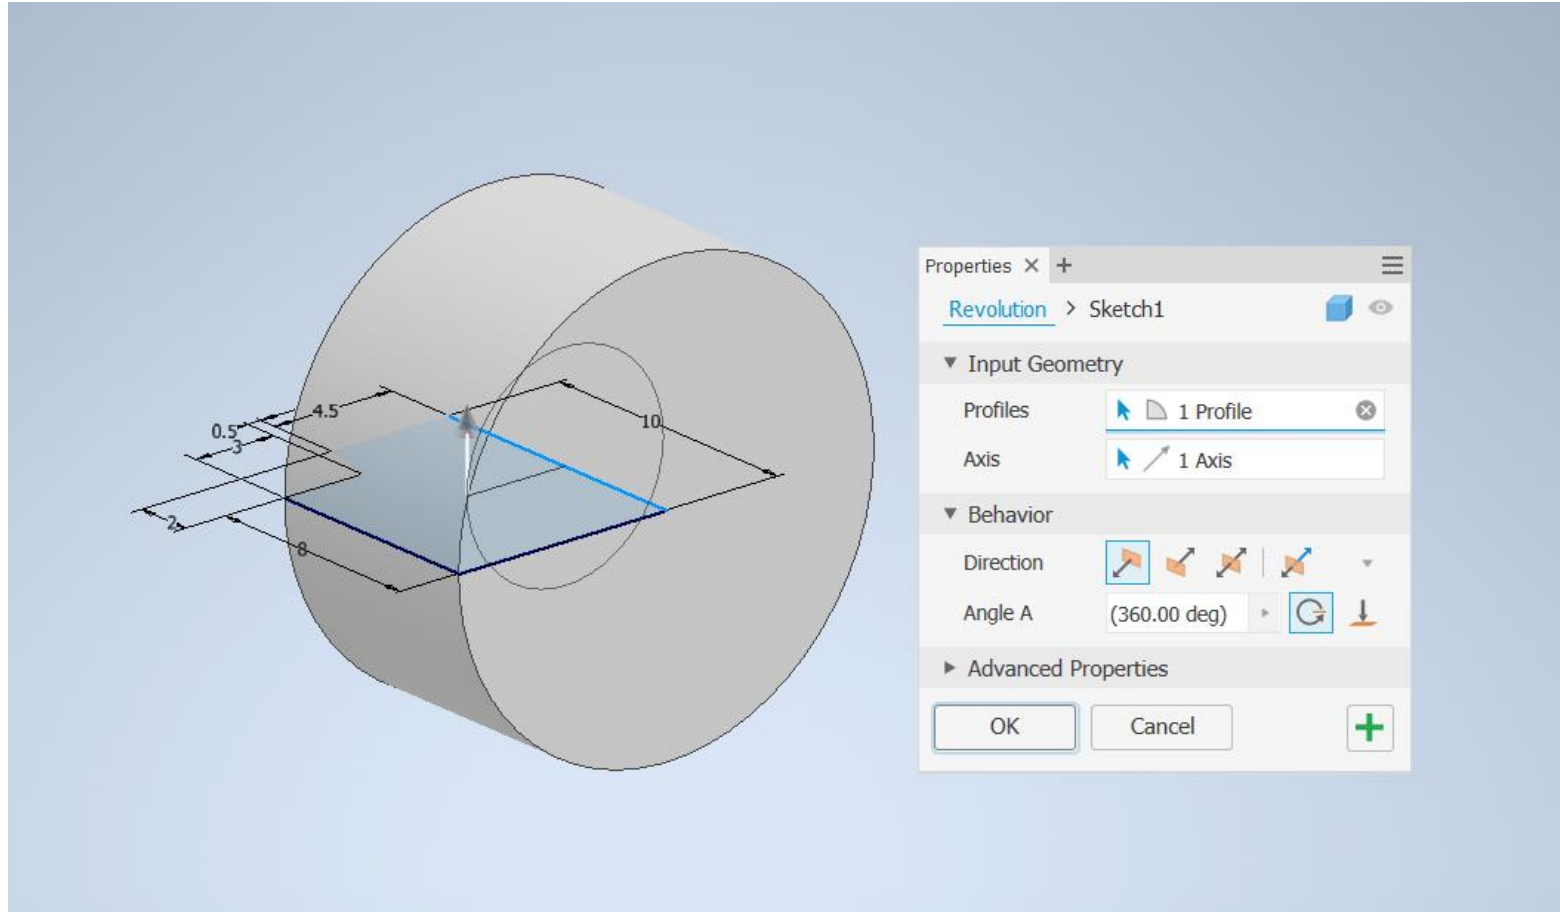 4.5
0.5
3
10
2
8
Properties
Revolution > Sketch1
Input Geometry
Profiles 1 Profile
Axis 1 Axis
Behavior
Direction
Angle A (360.00 deg)
Advanced Properties
OK Cancel